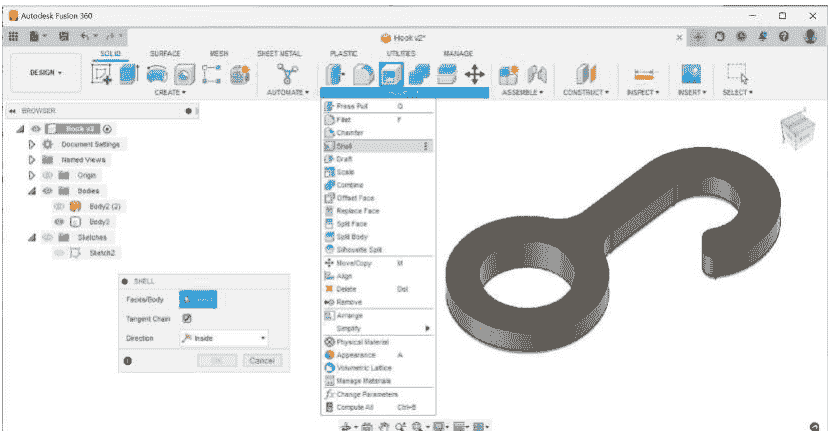 Autodesk Fusion 360
Hook v2*
SOLID SURFACE MESH SHEET METAL PLASTIC UTILITIES MANAGE
DESIGN
CREATE AUTOMATE ASSEMBLE CONSTRUCT INSPECT INSERT SELECT
BROWSER
Hook v2
Document Settings
Named Views
Origin
Bodies
Body2 (2)
Body3
Sketches
Sketch2
SHELL
Faces/Body
Tangent Chain
Direction Inside
OK Cancel
Press Pull Q
Fillet F
Chamfer
Shell
Draft
Scale
Combine
Offset Face
Replace Face
Split Face
Split Body
Silhouette Split
Move/Copy M
Align
Delete Del
Remove
Arrange
Simplify
Physical Material
Appearance A
Volumetric Lattice
Manage Materials
Change Parameters
Compute All Ctrl+B